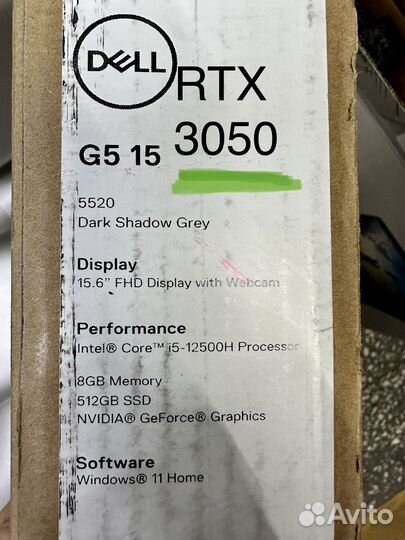 DELL
RTX
3050
G5 15
5520
Dark Shadow Grey
Display
15.6" FHD Display with Webcam
Performance
Intel® Core™ i5-12500H Processor
8GB Memory
512GB SSD
NVIDIA® GeForce® Graphics
Software
Windows® 11 Home
Avito